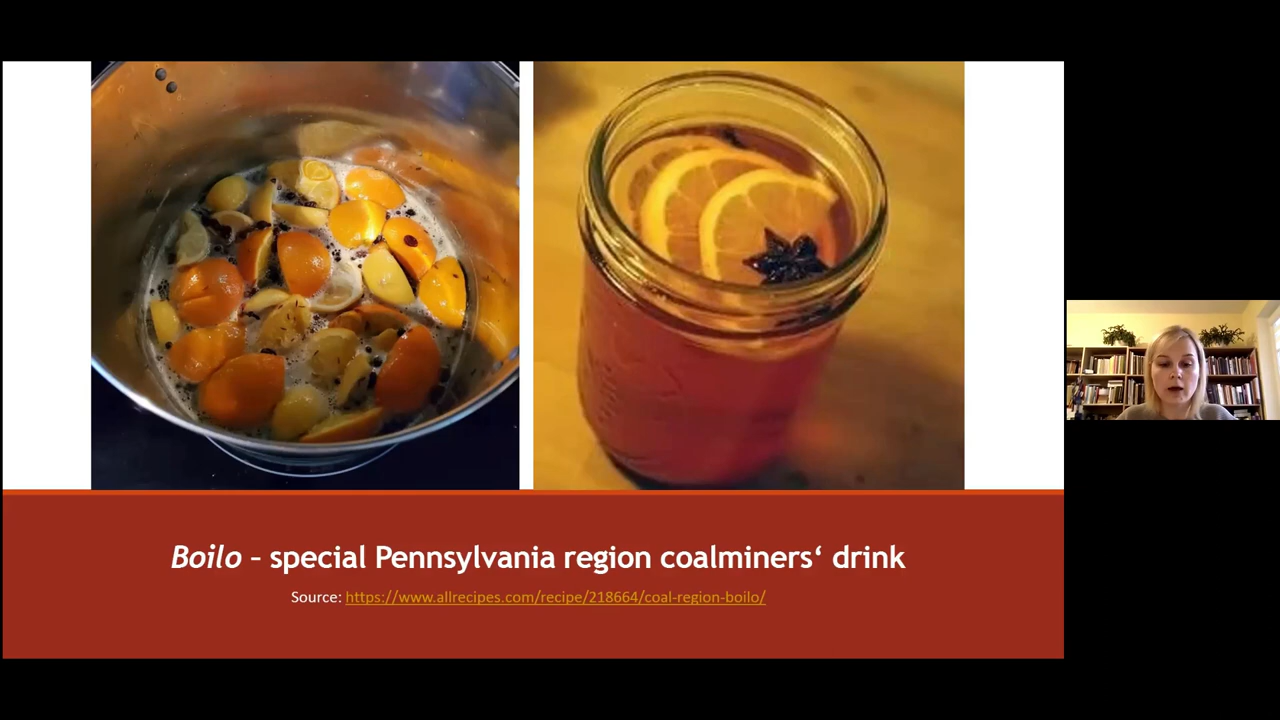 Boilo – special Pennsylvania region coalminers‘ drink
Source: https://www.allrecipes.com/recipe/218664/coal-region-boilo/